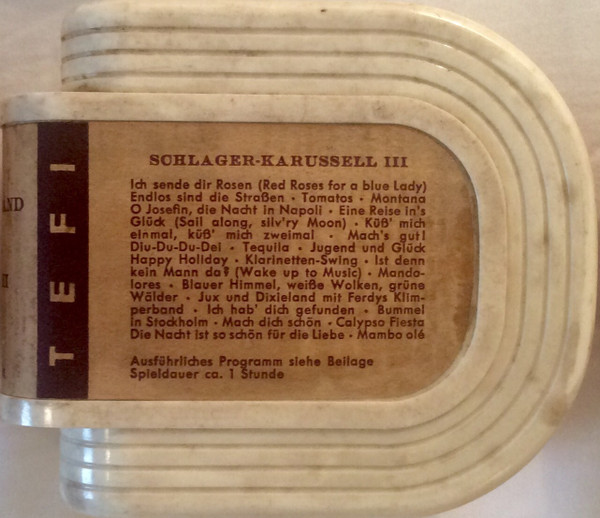 SCHLAGER-KARUSSELL III
Ich sende dir Rosen (Red Roses for a blue Lady)
Endlos sind die Straßen · Tomatos · Montana
O Josefin, die Nacht in Napoli · Eine Reise in's
Glück (Sail along, silv'ry Moon) · Küß' mich
einmal, küß' mich zweimal · Mach's gut!
Diu-Du-Du-Dei · Tequila · Jugend und Glück
Happy Holiday · Klarinetten-Swing · Ist denn
kein Mann da? (Wake up to Music) · Mando-
lores · Blauer Himmel, weiße Wolken, grüne
Wälder · Jux und Dixieland mit Ferdys Klim-
perband · Ich hab' dich gefunden · Bummel
in Stockholm · Mach dich schön · Calypso Fiesta
Die Nacht ist so schön für die Liebe · Mambo olé
Ausführliches Programm siehe Beilage
Spieldauer ca. 1 Stunde
TEFI
AND
II